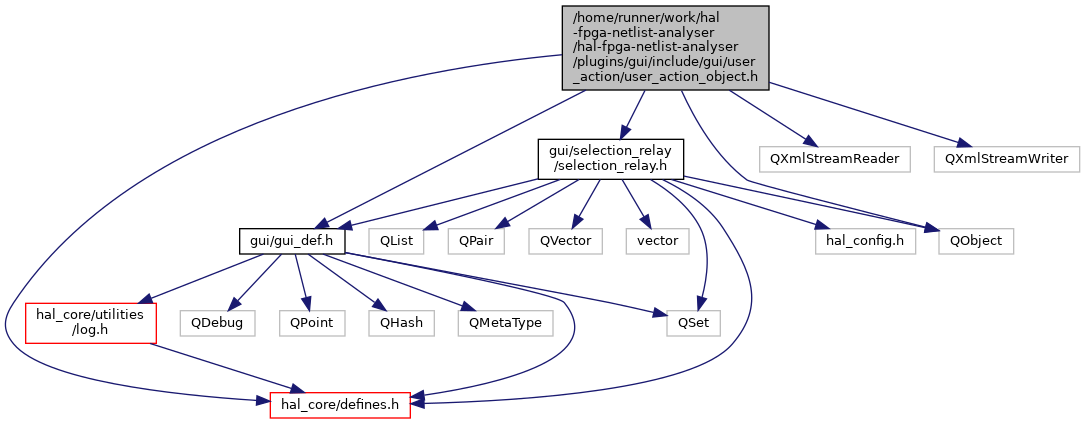 /home/runner/work/hal
-fpga-netlist-analyser
/hal-fpga-netlist-analyser
/plugins/gui/include/gui/user
_action/user_action_object.h
gui/selection_relay
/selection_relay.h
QXmlStreamReader
QXmlStreamWriter
gui/gui_def.h
QList
QPair
QVector
vector
hal_config.h
QObject
hal_core/utilities
/log.h
QDebug
QPoint
QHash
QMetaType
QSet
hal_core/defines.h